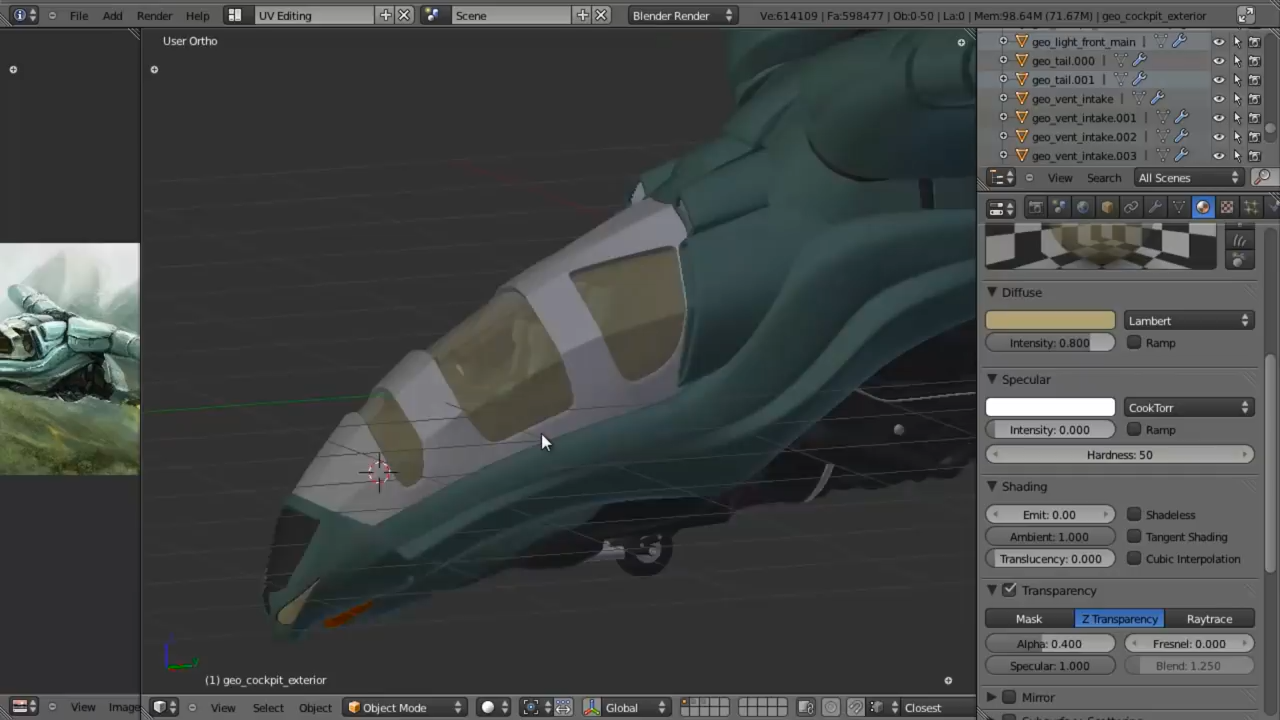 File Add Render Help UV Editing Scene Blender Render Ve:614109 | Fa:598477 | Ob:0-50 | La:0 | Mem:98.64M (71.67M) | geo_cockpit_exterior
User Ortho
geo_light_front_main
geo_tail.000
geo_tail.001
geo_vent_intake
geo_vent_intake.001
geo_vent_intake.002
geo_vent_intake.003
View Search All Scenes
Diffuse
Lambert
Intensity: 0.800 Ramp
Specular
CookTorr
Intensity: 0.000 Ramp
Hardness: 50
Shading
Emit: 0.00 Shadeless
Ambient: 1.000 Tangent Shading
Translucency: 0.000 Cubic Interpolation
Transparency
Mask Z Transparency Raytrace
Alpha: 0.400 Fresnel: 0.000
Specular: 1.000 Blend: 1.250
Mirror
(1) geo_cockpit_exterior
View Image View Select Object Object Mode Global Closest